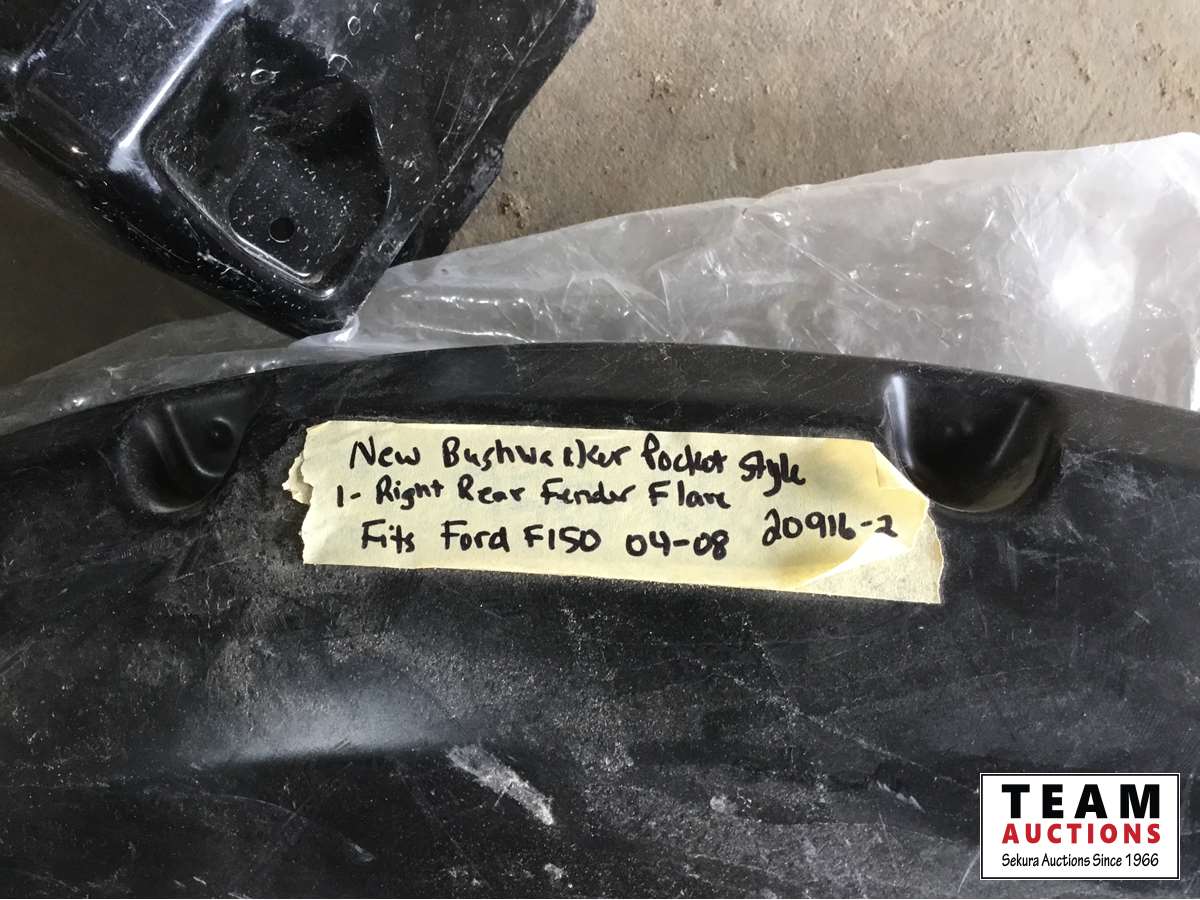 New Bushwacker Pocket Style
1- Right Rear Fender Flare
Fits Ford F150 04-08 20916-2
TEAM
AUCTIONS
Sekura Auctions Since 1966